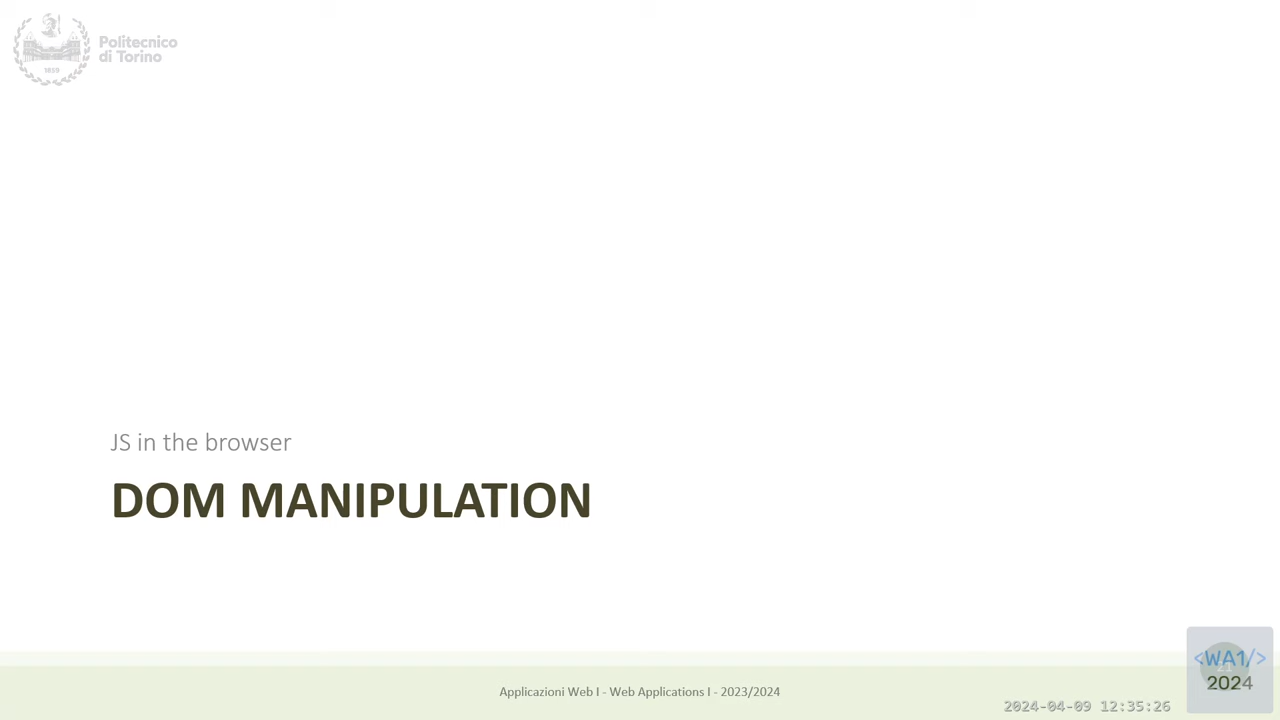 Politecnico
di Torino
1859
JS in the browser
DOM MANIPULATION
Applicazioni Web I - Web Applications I - 2023/2024
<WA1/>
2024
2024-04-09 12:35:26